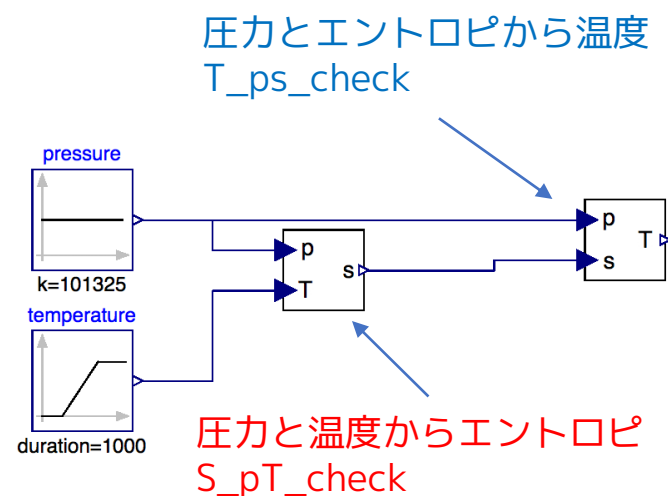 圧力とエントロピから温度
T_ps_check
pressure
k=101325
p
s
T
p
T
s
temperature
duration=1000
圧力と温度からエントロピ
S_pT_check